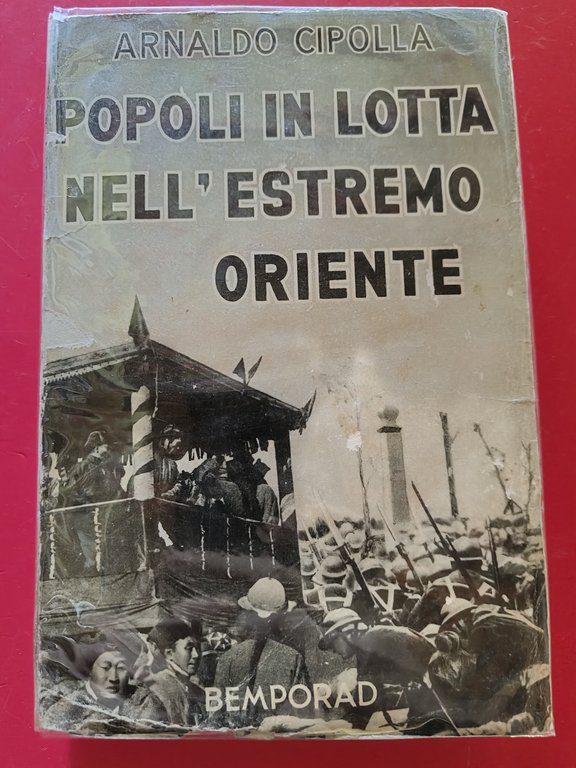 ARNALDO CIPOLLA
POPOLI IN LOTTA
NELL'ESTREMO
ORIENTE
BEMPORAD